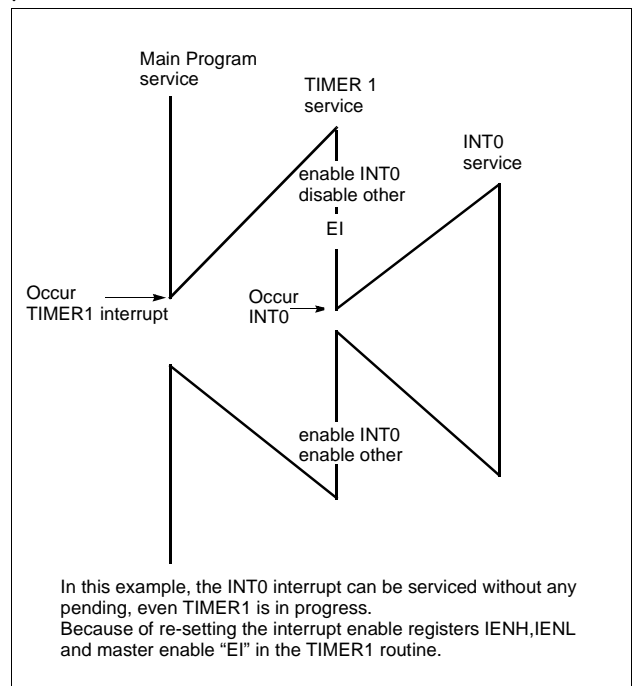 Main Program
service
TIMER 1
service
INT0
service
enable INT0
disable other
EI
Occur
TIMER1 interrupt
Occur
INT0
enable INT0
enable other
In this example, the INT0 interrupt can be serviced without any
pending, even TIMER1 is in progress.
Because of re-setting the interrupt enable registers IENH,IENL
and master enable “EI” in the TIMER1 routine.